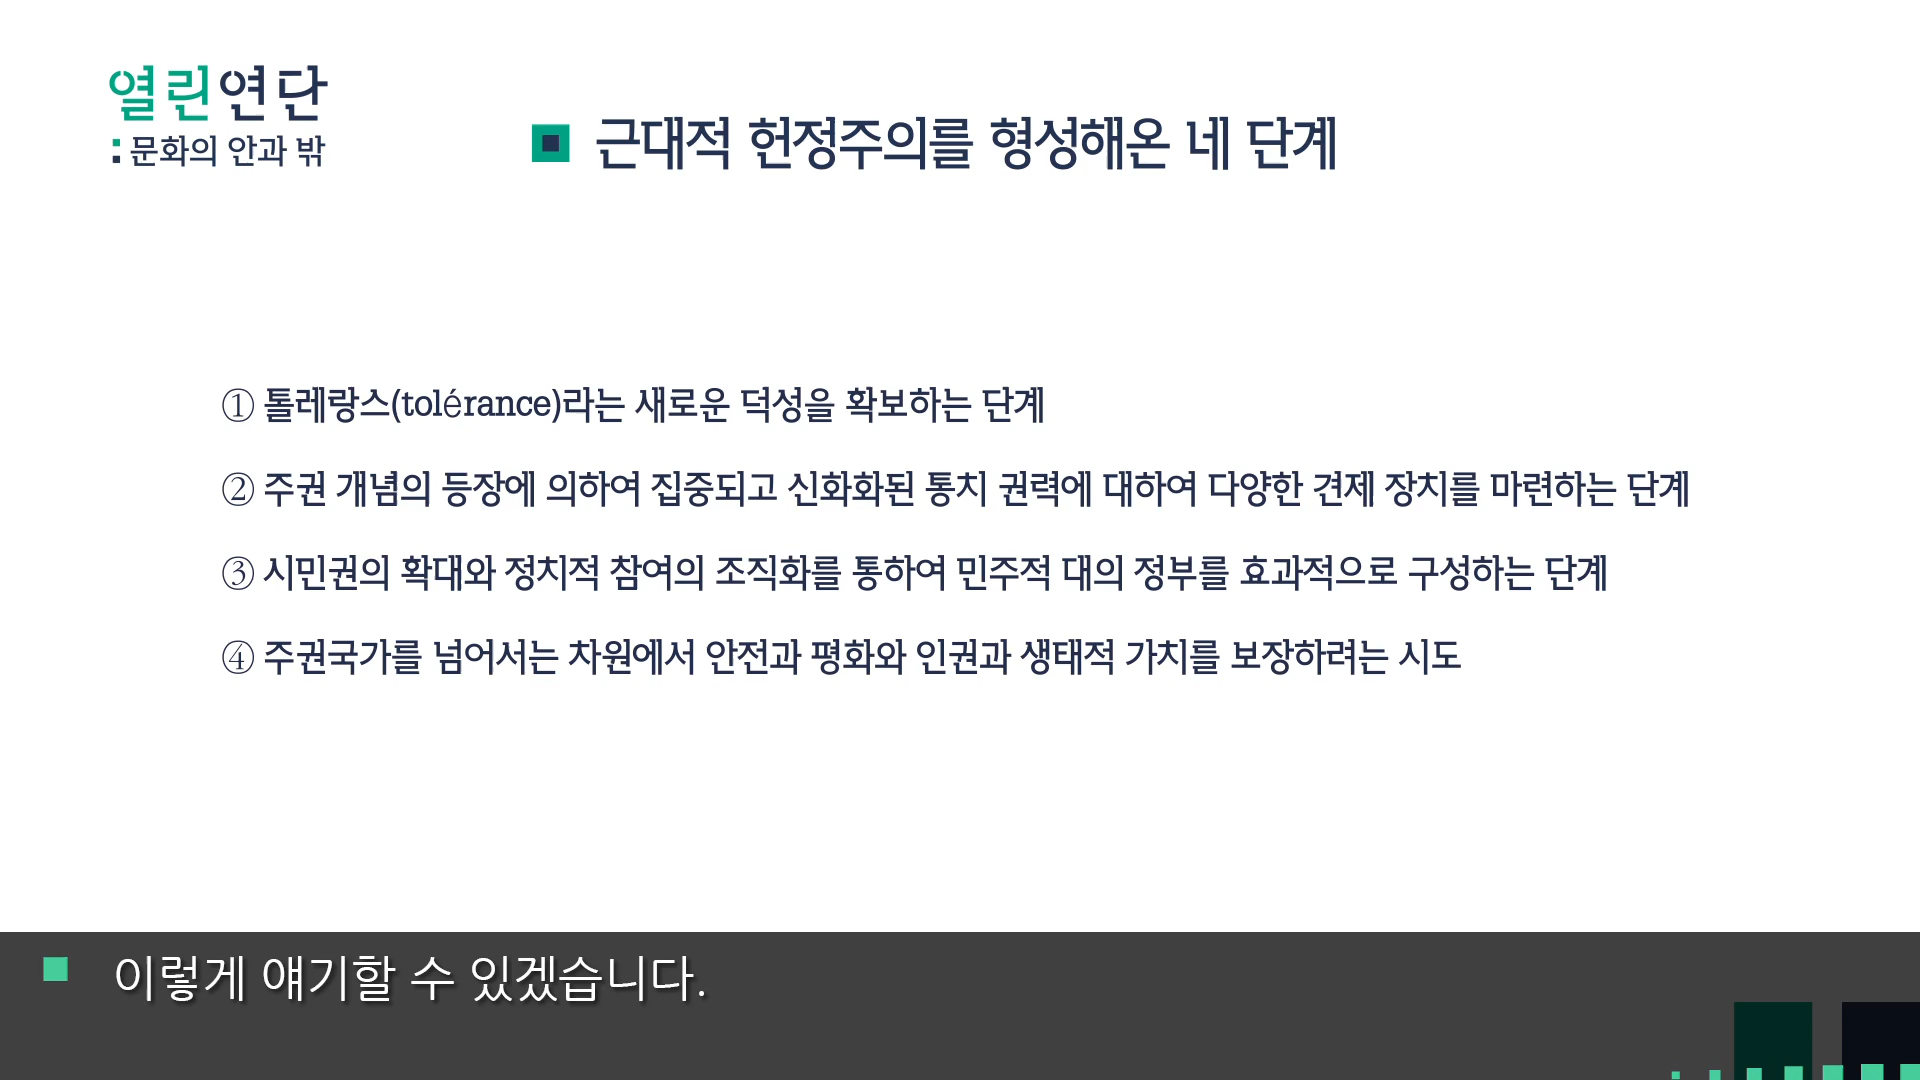 열린연단
: 문화의 안과 밖
근대적 헌정주의를 형성해온 네 단계
① 톨레랑스(tolérance)라는 새로운 덕성을 확보하는 단계
② 주권 개념의 등장에 의하여 집중되고 신화화된 통치 권력에 대하여 다양한 견제 장치를 마련하는 단계
③ 시민권의 확대와 정치적 참여의 조직화를 통하여 민주적 대의 정부를 효과적으로 구성하는 단계
④ 주권국가를 넘어서는 차원에서 안전과 평화와 인권과 생태적 가치를 보장하려는 시도
이렇게 얘기할 수 있겠습니다.